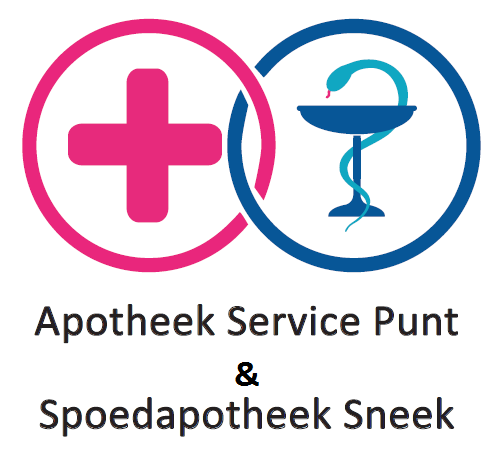 Apotheek Service Punt
&
Spoedapotheek Sneek